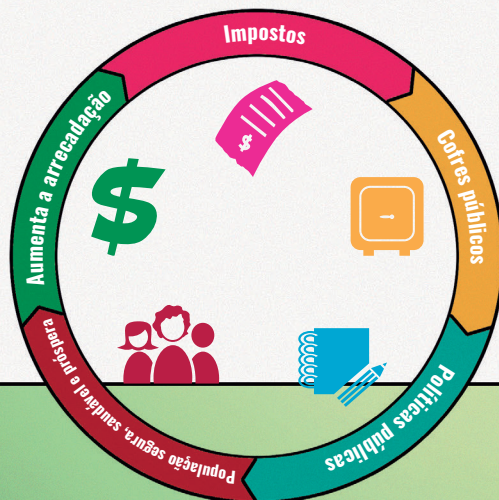 Impostos
Cofres públicos
Políticas públicas
População segura, saudável e próspera
Aumenta a arrecadação
$
$